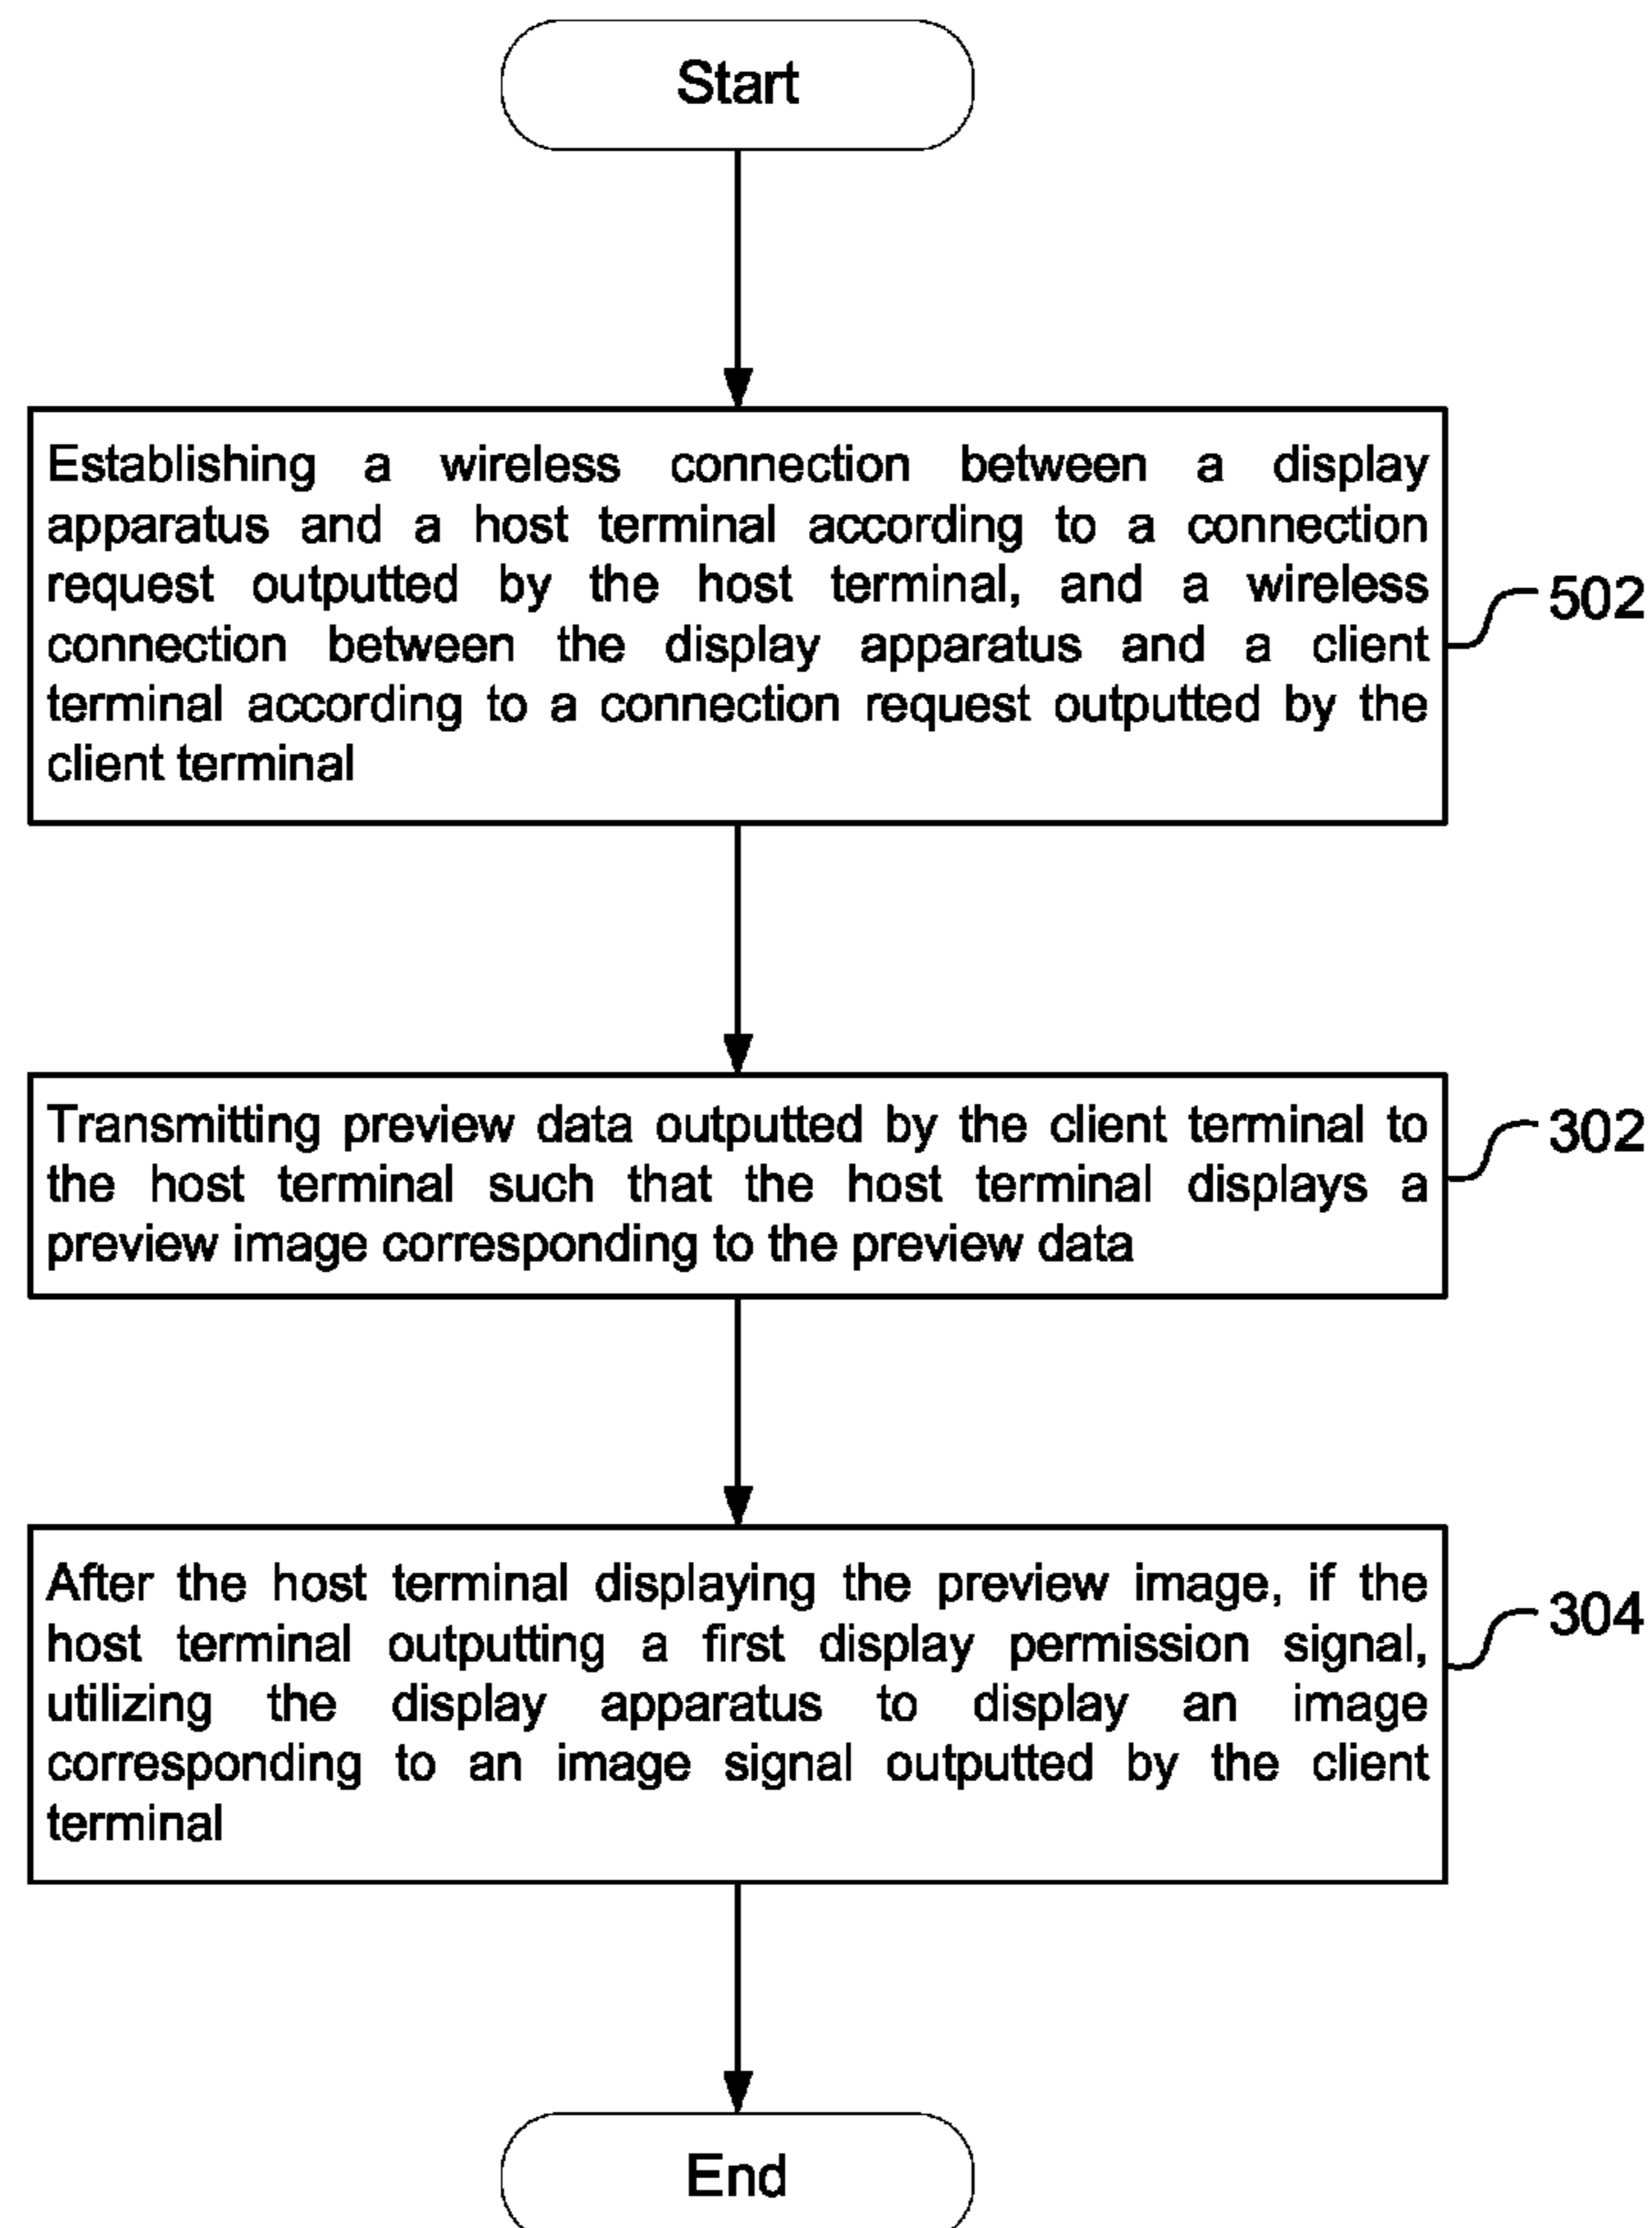 Start
Establishing a wireless connection between a display
apparatus and a host terminal according to a connection
request outputted by the host terminal, and a wireless
connection between the display apparatus and a client
terminal according to a connection request outputted by the
client terminal
502
Transmitting preview data outputted by the client terminal to
the host terminal such that the host terminal displays a
preview image corresponding to the preview data
302
After the host terminal displaying the preview image, if the
host terminal outputting a first display permission signal,
utilizing the display apparatus to display an image
corresponding to an image signal outputted by the client
terminal
304
End